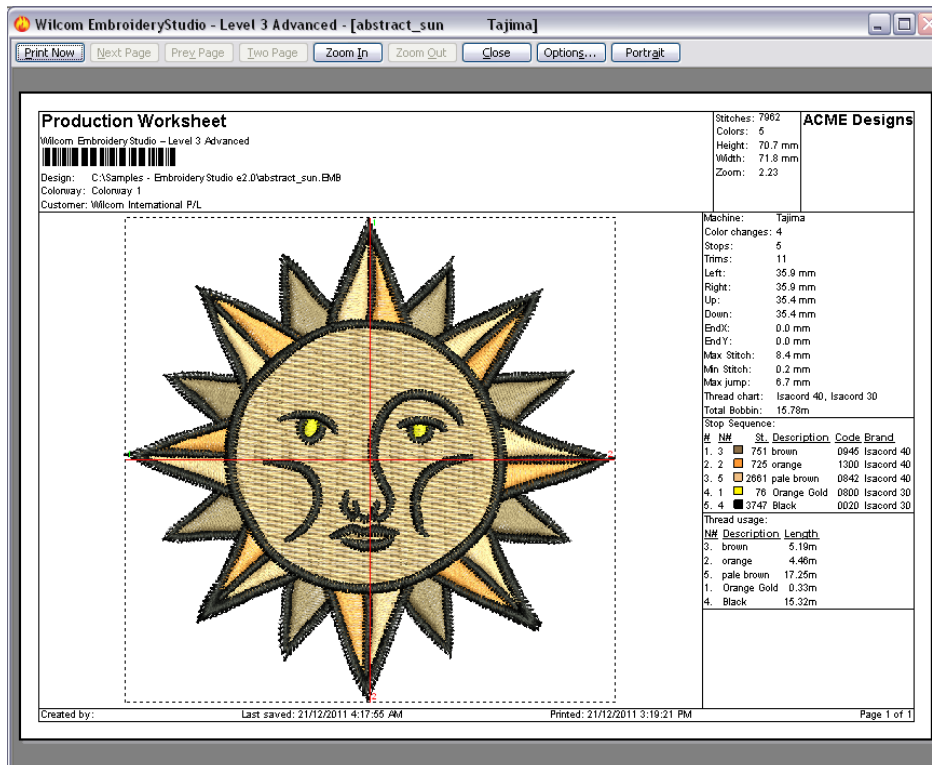 Wilcom EmbroideryStudio - Level 3 Advanced - [abstract_sun Tajima]
Print Now Next Page Prev Page Two Page Zoom In Zoom Out Close Options... Portrait
Production Worksheet
Wilcom EmbroideryStudio – Level 3 Advanced
Design: C:\Samples - EmbroideryStudio e2.0\abstract_sun.EMB
Colorway: Colorway 1
Customer: Wilcom International P/L
Stitches: 7962
Colors: 5
Height: 70.7 mm
Width: 71.8 mm
Zoom: 2.23
ACME Designs
Machine: Tajima
Color changes: 4
Stops: 5
Trims: 11
Left: 35.9 mm
Right: 35.9 mm
Up: 35.4 mm
Down: 35.4 mm
EndX: 0.0 mm
EndY: 0.0 mm
Max Stitch: 8.4 mm
Min Stitch: 0.2 mm
Max jump: 6.7 mm
Thread chart: Isacord 40, Isacord 30
Total Bobbin: 15.78m
Stop Sequence:
# N# St. Description Code Brand
1. 3 751 brown 0945 Isacord 40
2. 2 725 orange 1300 Isacord 40
3. 5 2661 pale brown 0842 Isacord 40
4. 1 76 Orange Gold 0800 Isacord 30
5. 4 3747 Black 0020 Isacord 30
Thread usage:
N# Description Length
3. brown 5.19m
2. orange 4.46m
5. pale brown 17.25m
1. Orange Gold 0.33m
4. Black 15.32m
Created by: Last saved: 21/12/2011 4:17:55 AM Printed: 21/12/2011 3:19:21 PM Page 1 of 1